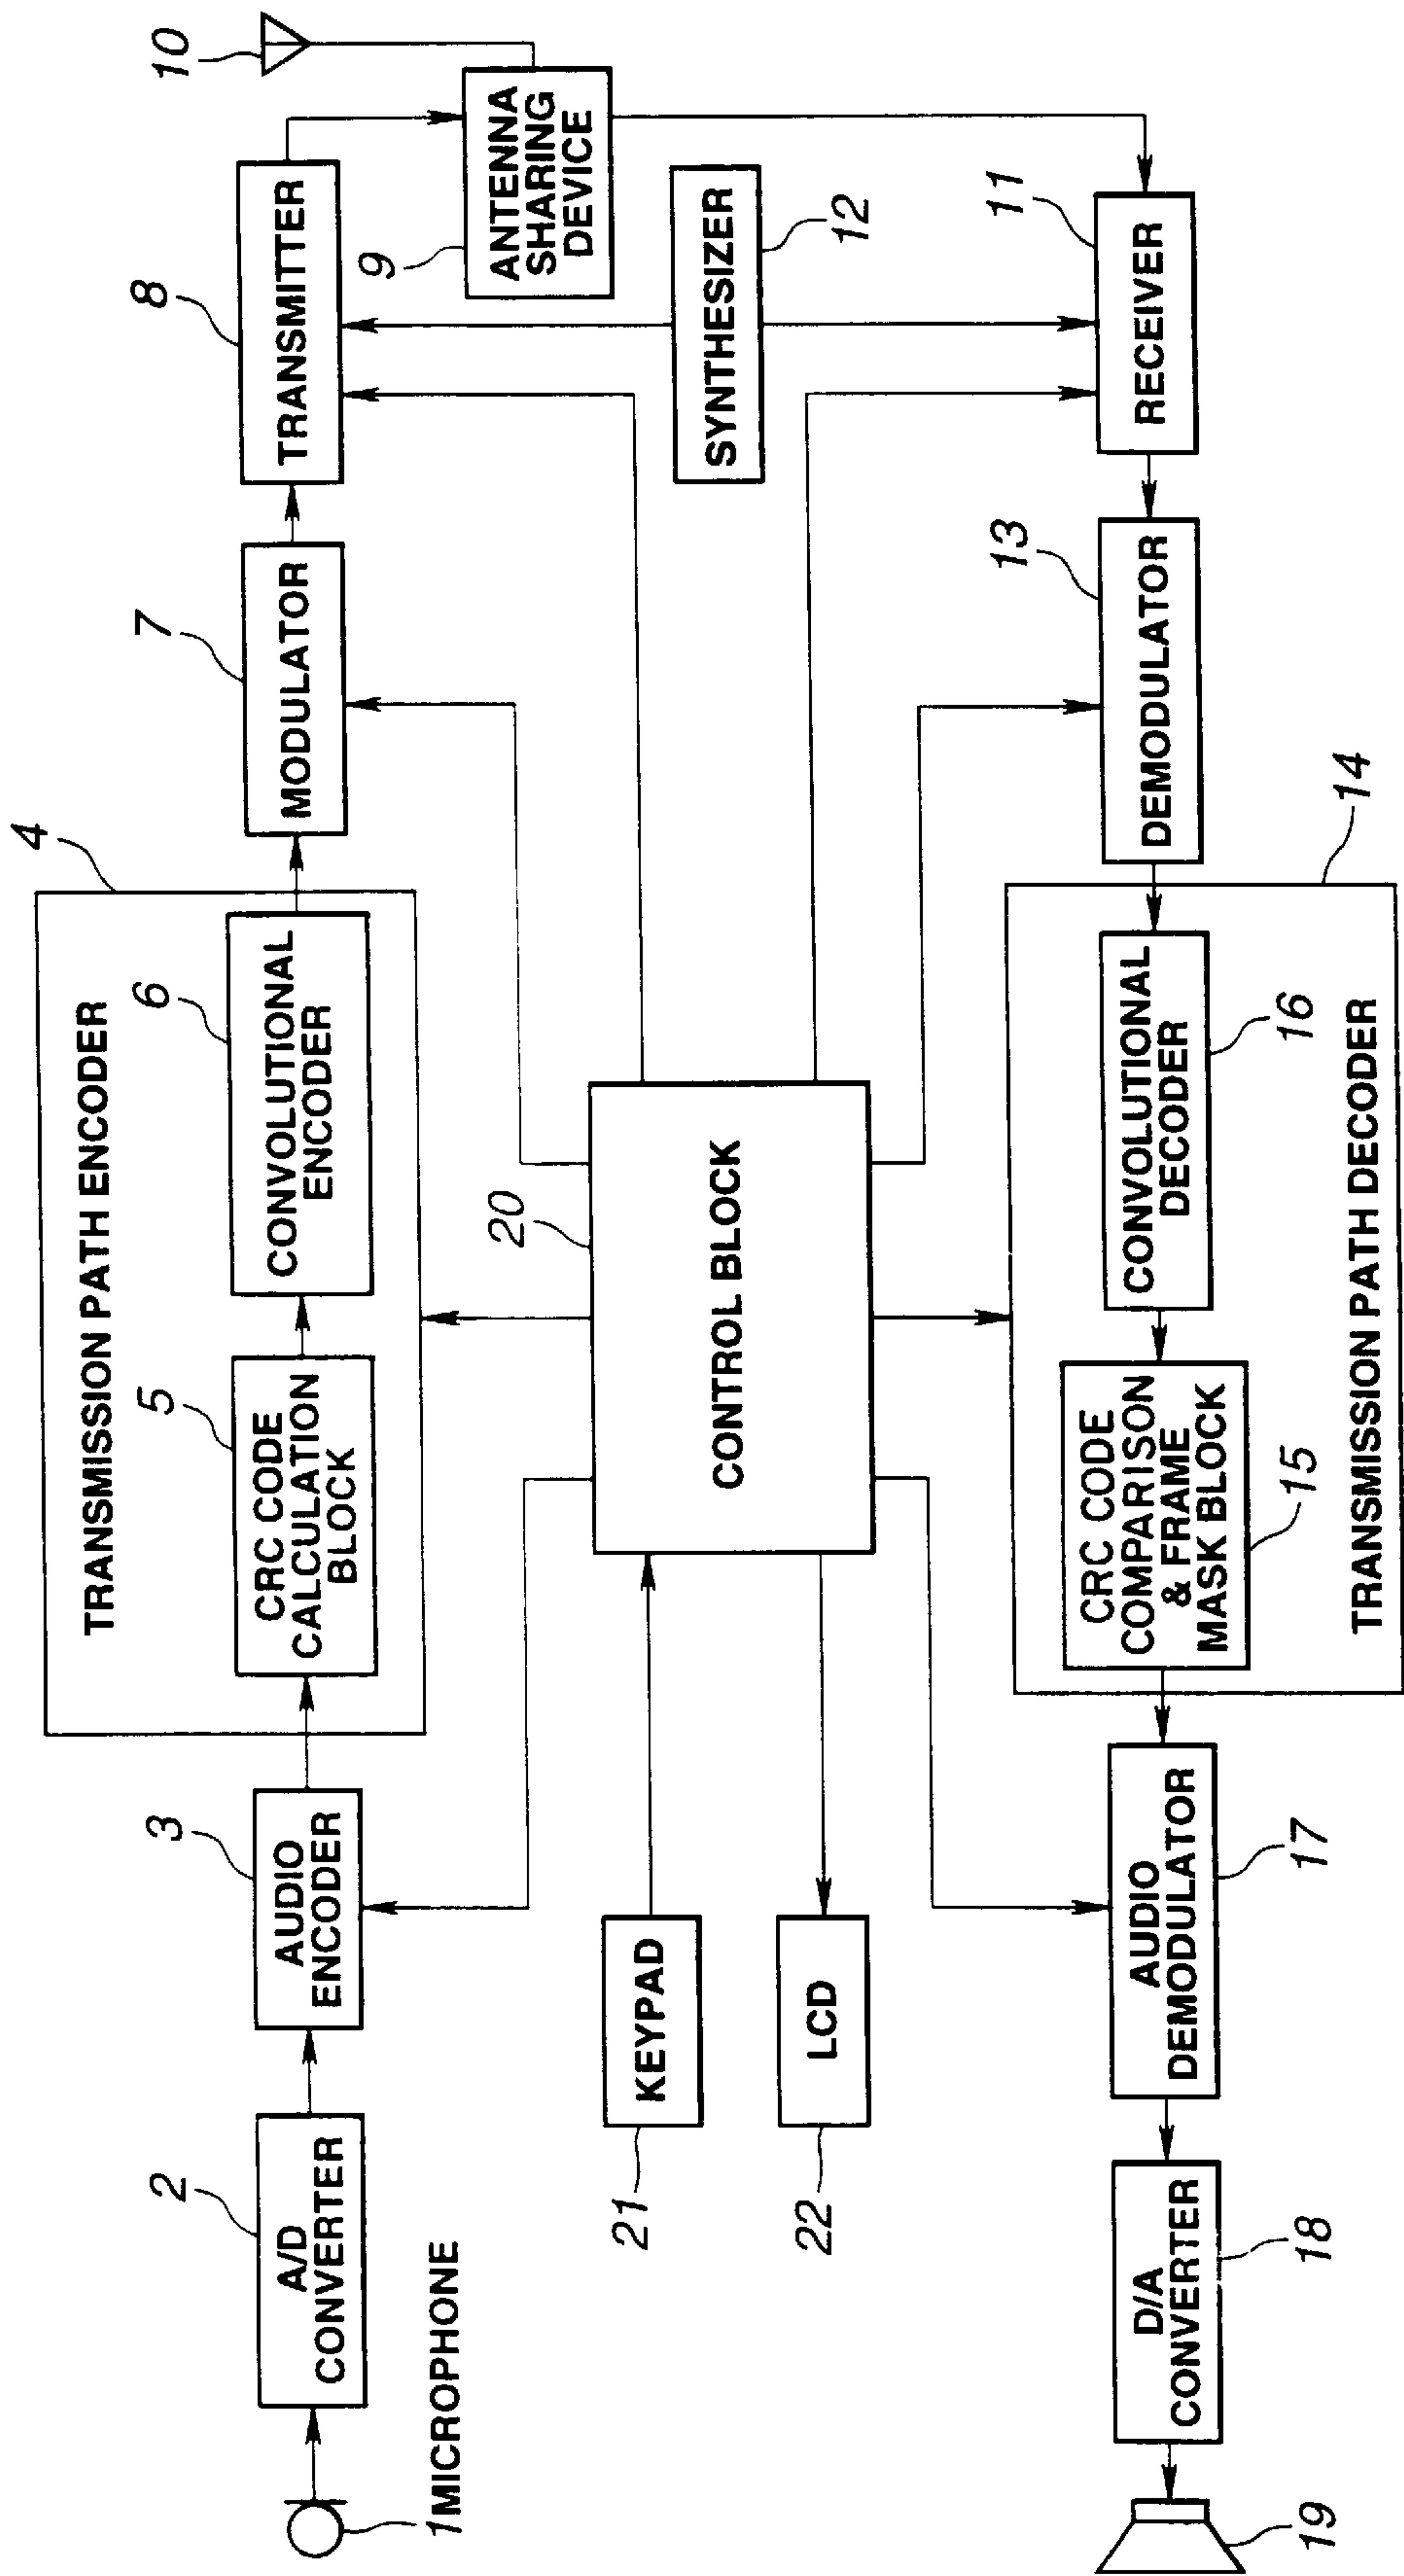 1 MICROPHONE
2
A/D
CONVERTER
3
AUDIO
ENCODER
4
TRANSMISSION PATH ENCODER
5
CRC CODE
CALCULATION
BLOCK
6
CONVOLUTIONAL
ENCODER
7
MODULATOR
8
TRANSMITTER
9
ANTENNA
SHARING
DEVICE
10
SYNTHESIZER
12
20
CONTROL BLOCK
KEYPAD
21
LCD
22
11
RECEIVER
13
DEMODULATOR
14
CONVOLUTIONAL
DECODER
16
CRC CODE
COMPARISON
& FRAME
MASK BLOCK
15
TRANSMISSION PATH DECODER
AUDIO
DEMODULATOR
17
D/A
CONVERTER
18
19